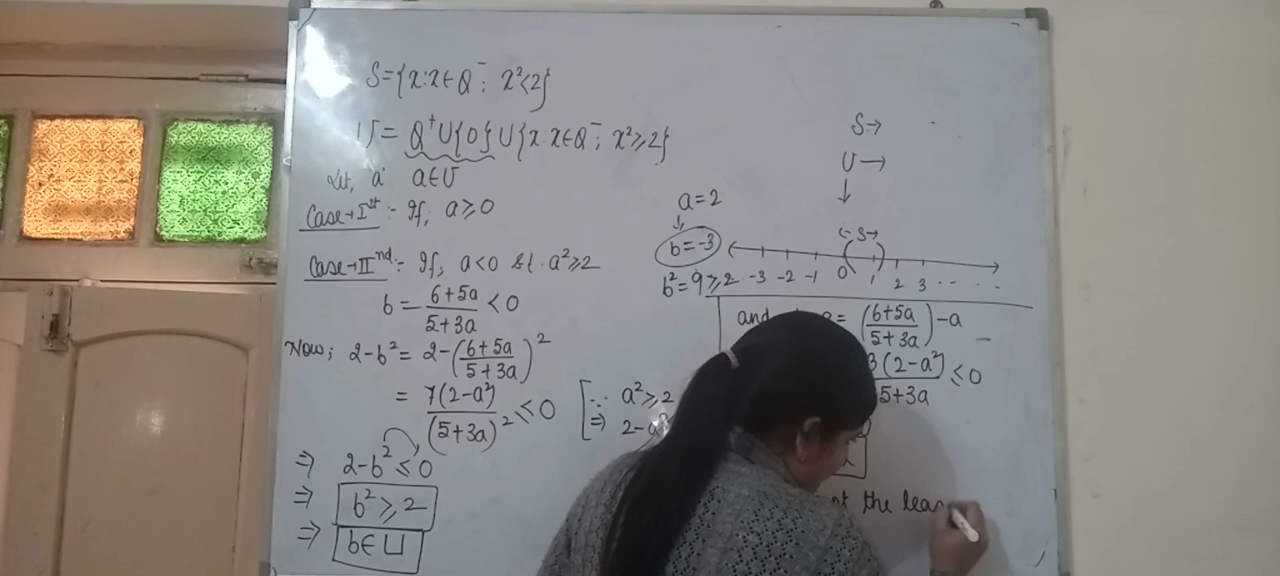 S={x:x∈Q⁻; x²<2}
U= Q⁺∪{0}∪{x:x∈Q⁻; x²≥2}
Let, 'a' a∈U
Case→Iˢᵗ:- If, a≥0
Case→IIⁿᵈ:- If, a<0 & a²≥2
b= (6+5a)/(5+3a) <0
Now; 2-b²= 2-((6+5a)/(5+3a))²
= 7(2-a²)/(5+3a)² ≤0 [∵ a²≥2
⇒ 2-a²
⇒ 2-b²≤0
⇒ b²≥2
⇒ b∈U
S→
U→
↓
a=2
↓
b=-3
b²=9≥2
←S→
-3 -2 -1 0 1 2 3 ...
and = ((6+5a)/(5+3a))-a
3(2-a²)/(5+3a) ≤0
the leas